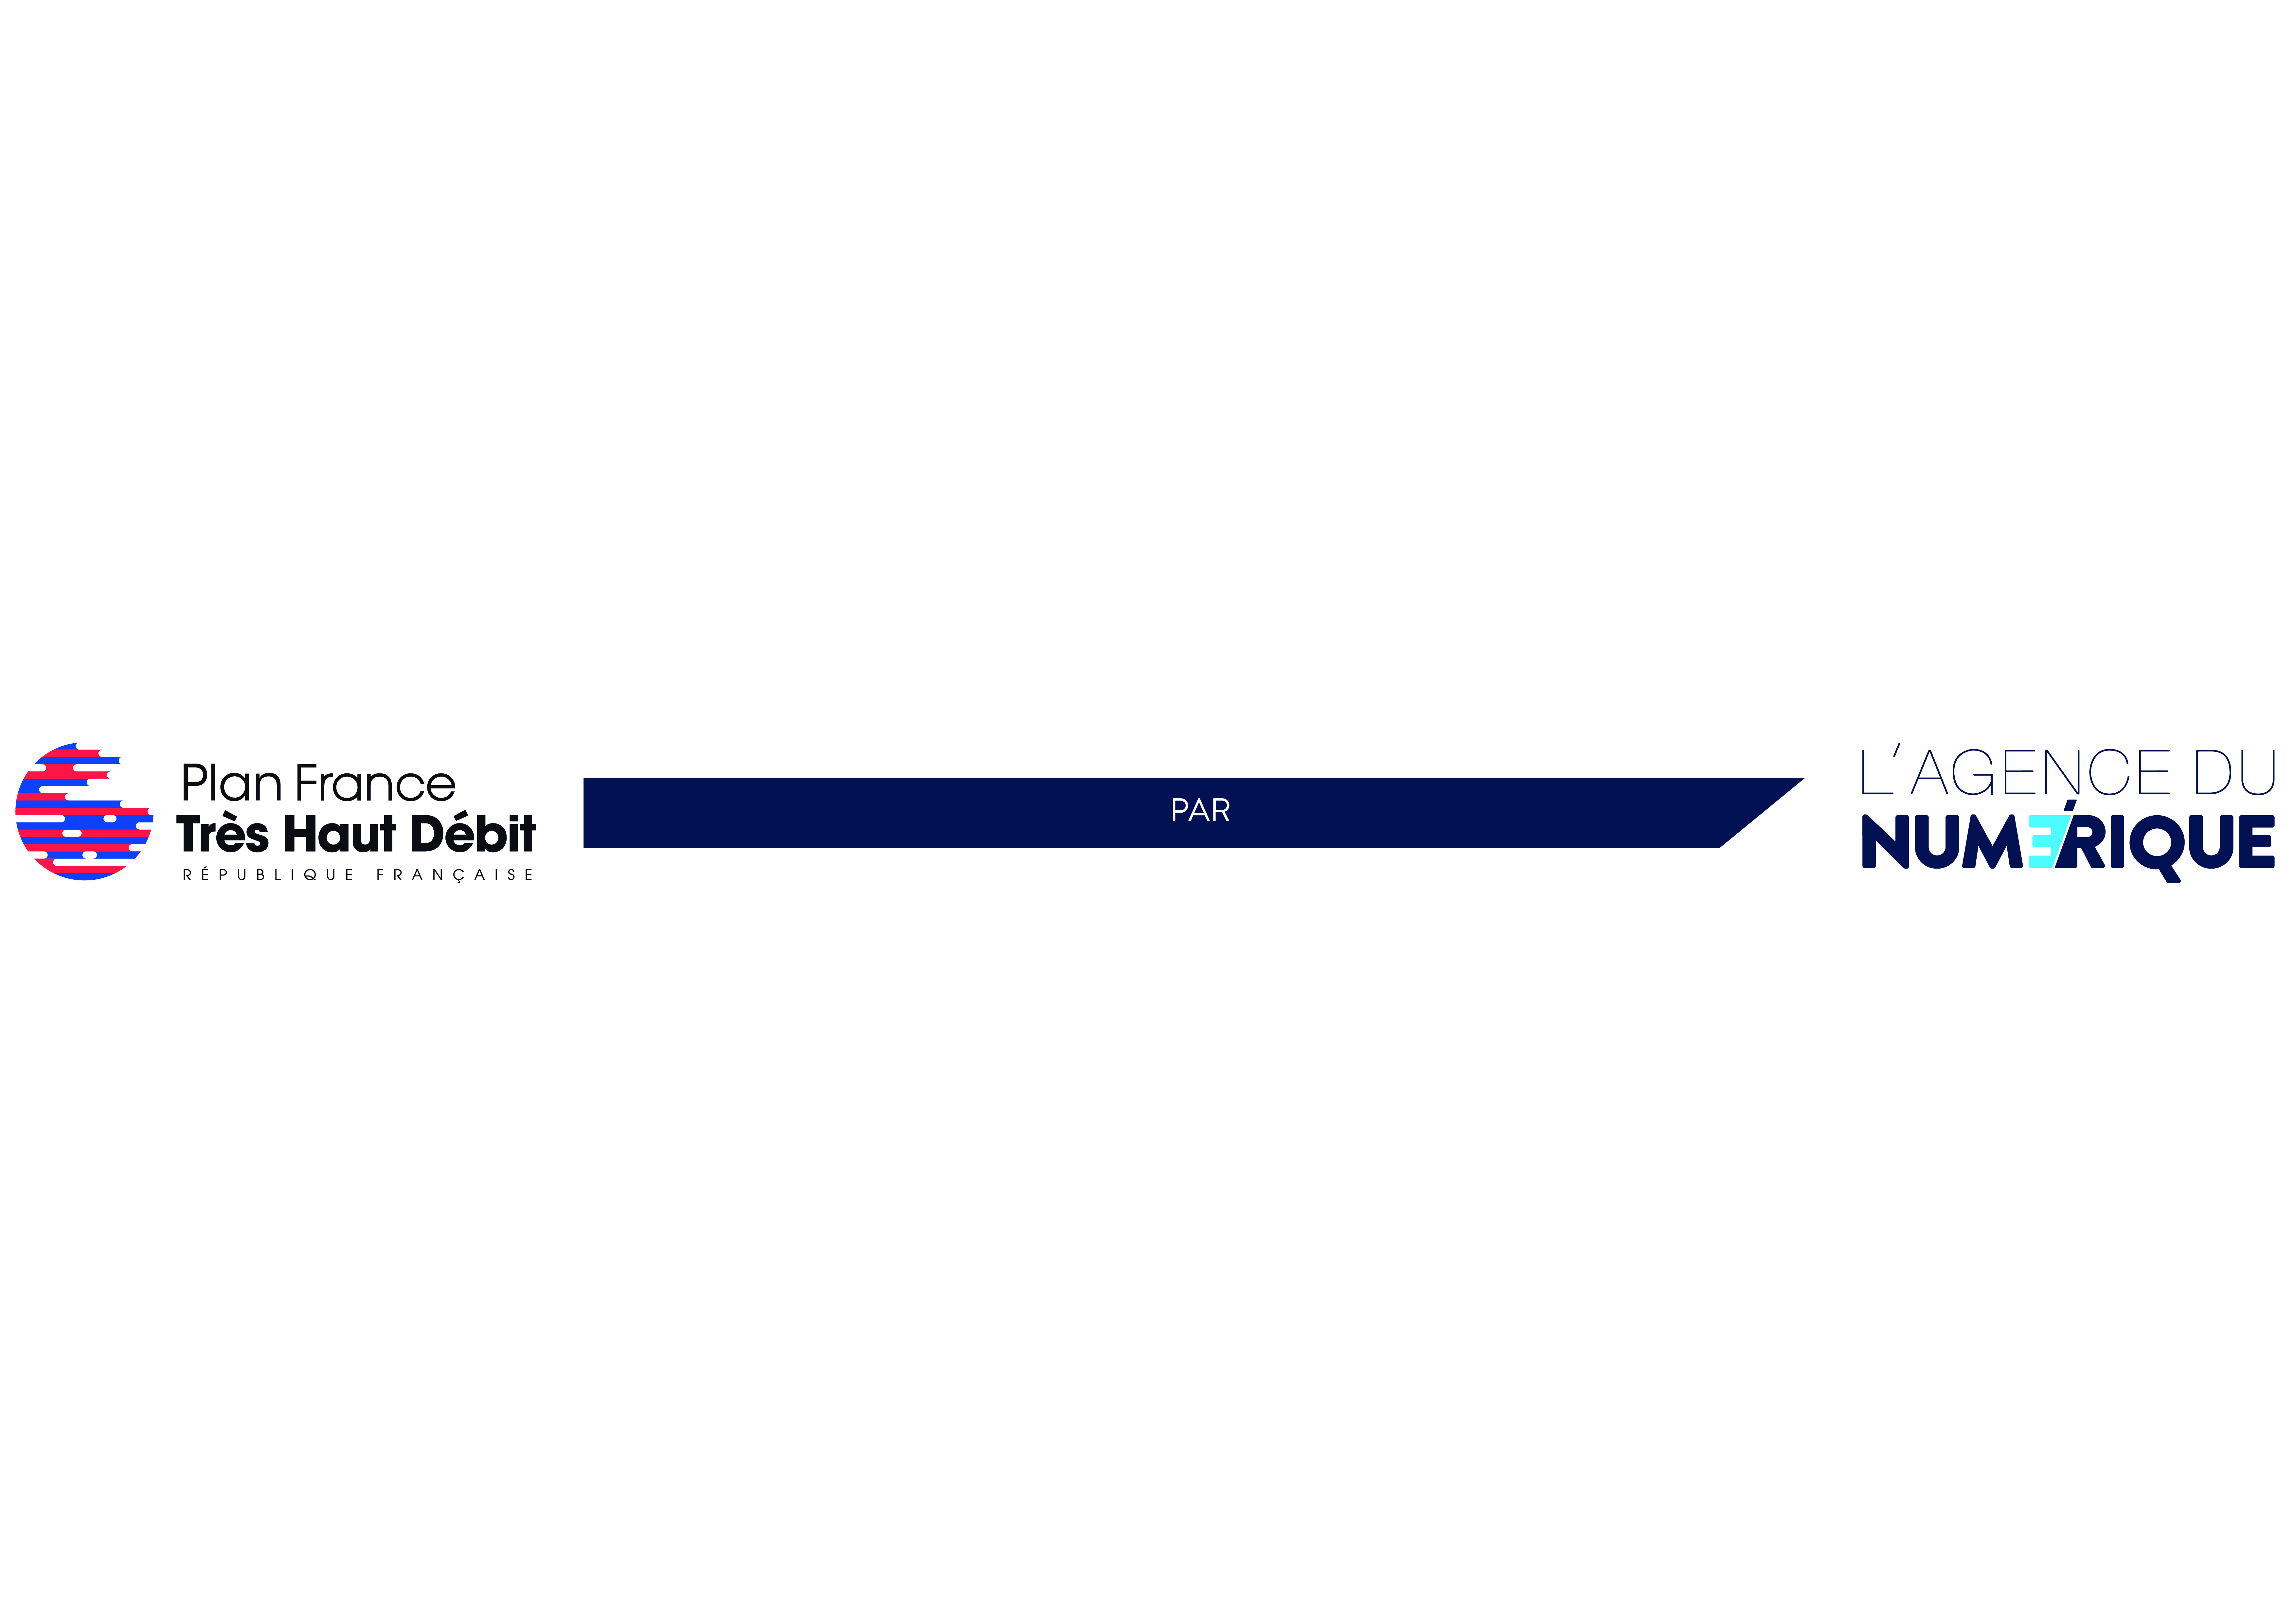 Plan France
Très Haut Débit
RÉPUBLIQUE FRANÇAISE
PAR
L'AGENCE DU
NUMÉRIQUE